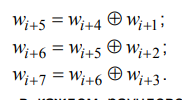 w_{i+5} = w_{i+4} ⊕ w_{i+1};
w_{i+6} = w_{i+5} ⊕ w_{i+2};
w_{i+7} = w_{i+6} ⊕ w_{i+3}.